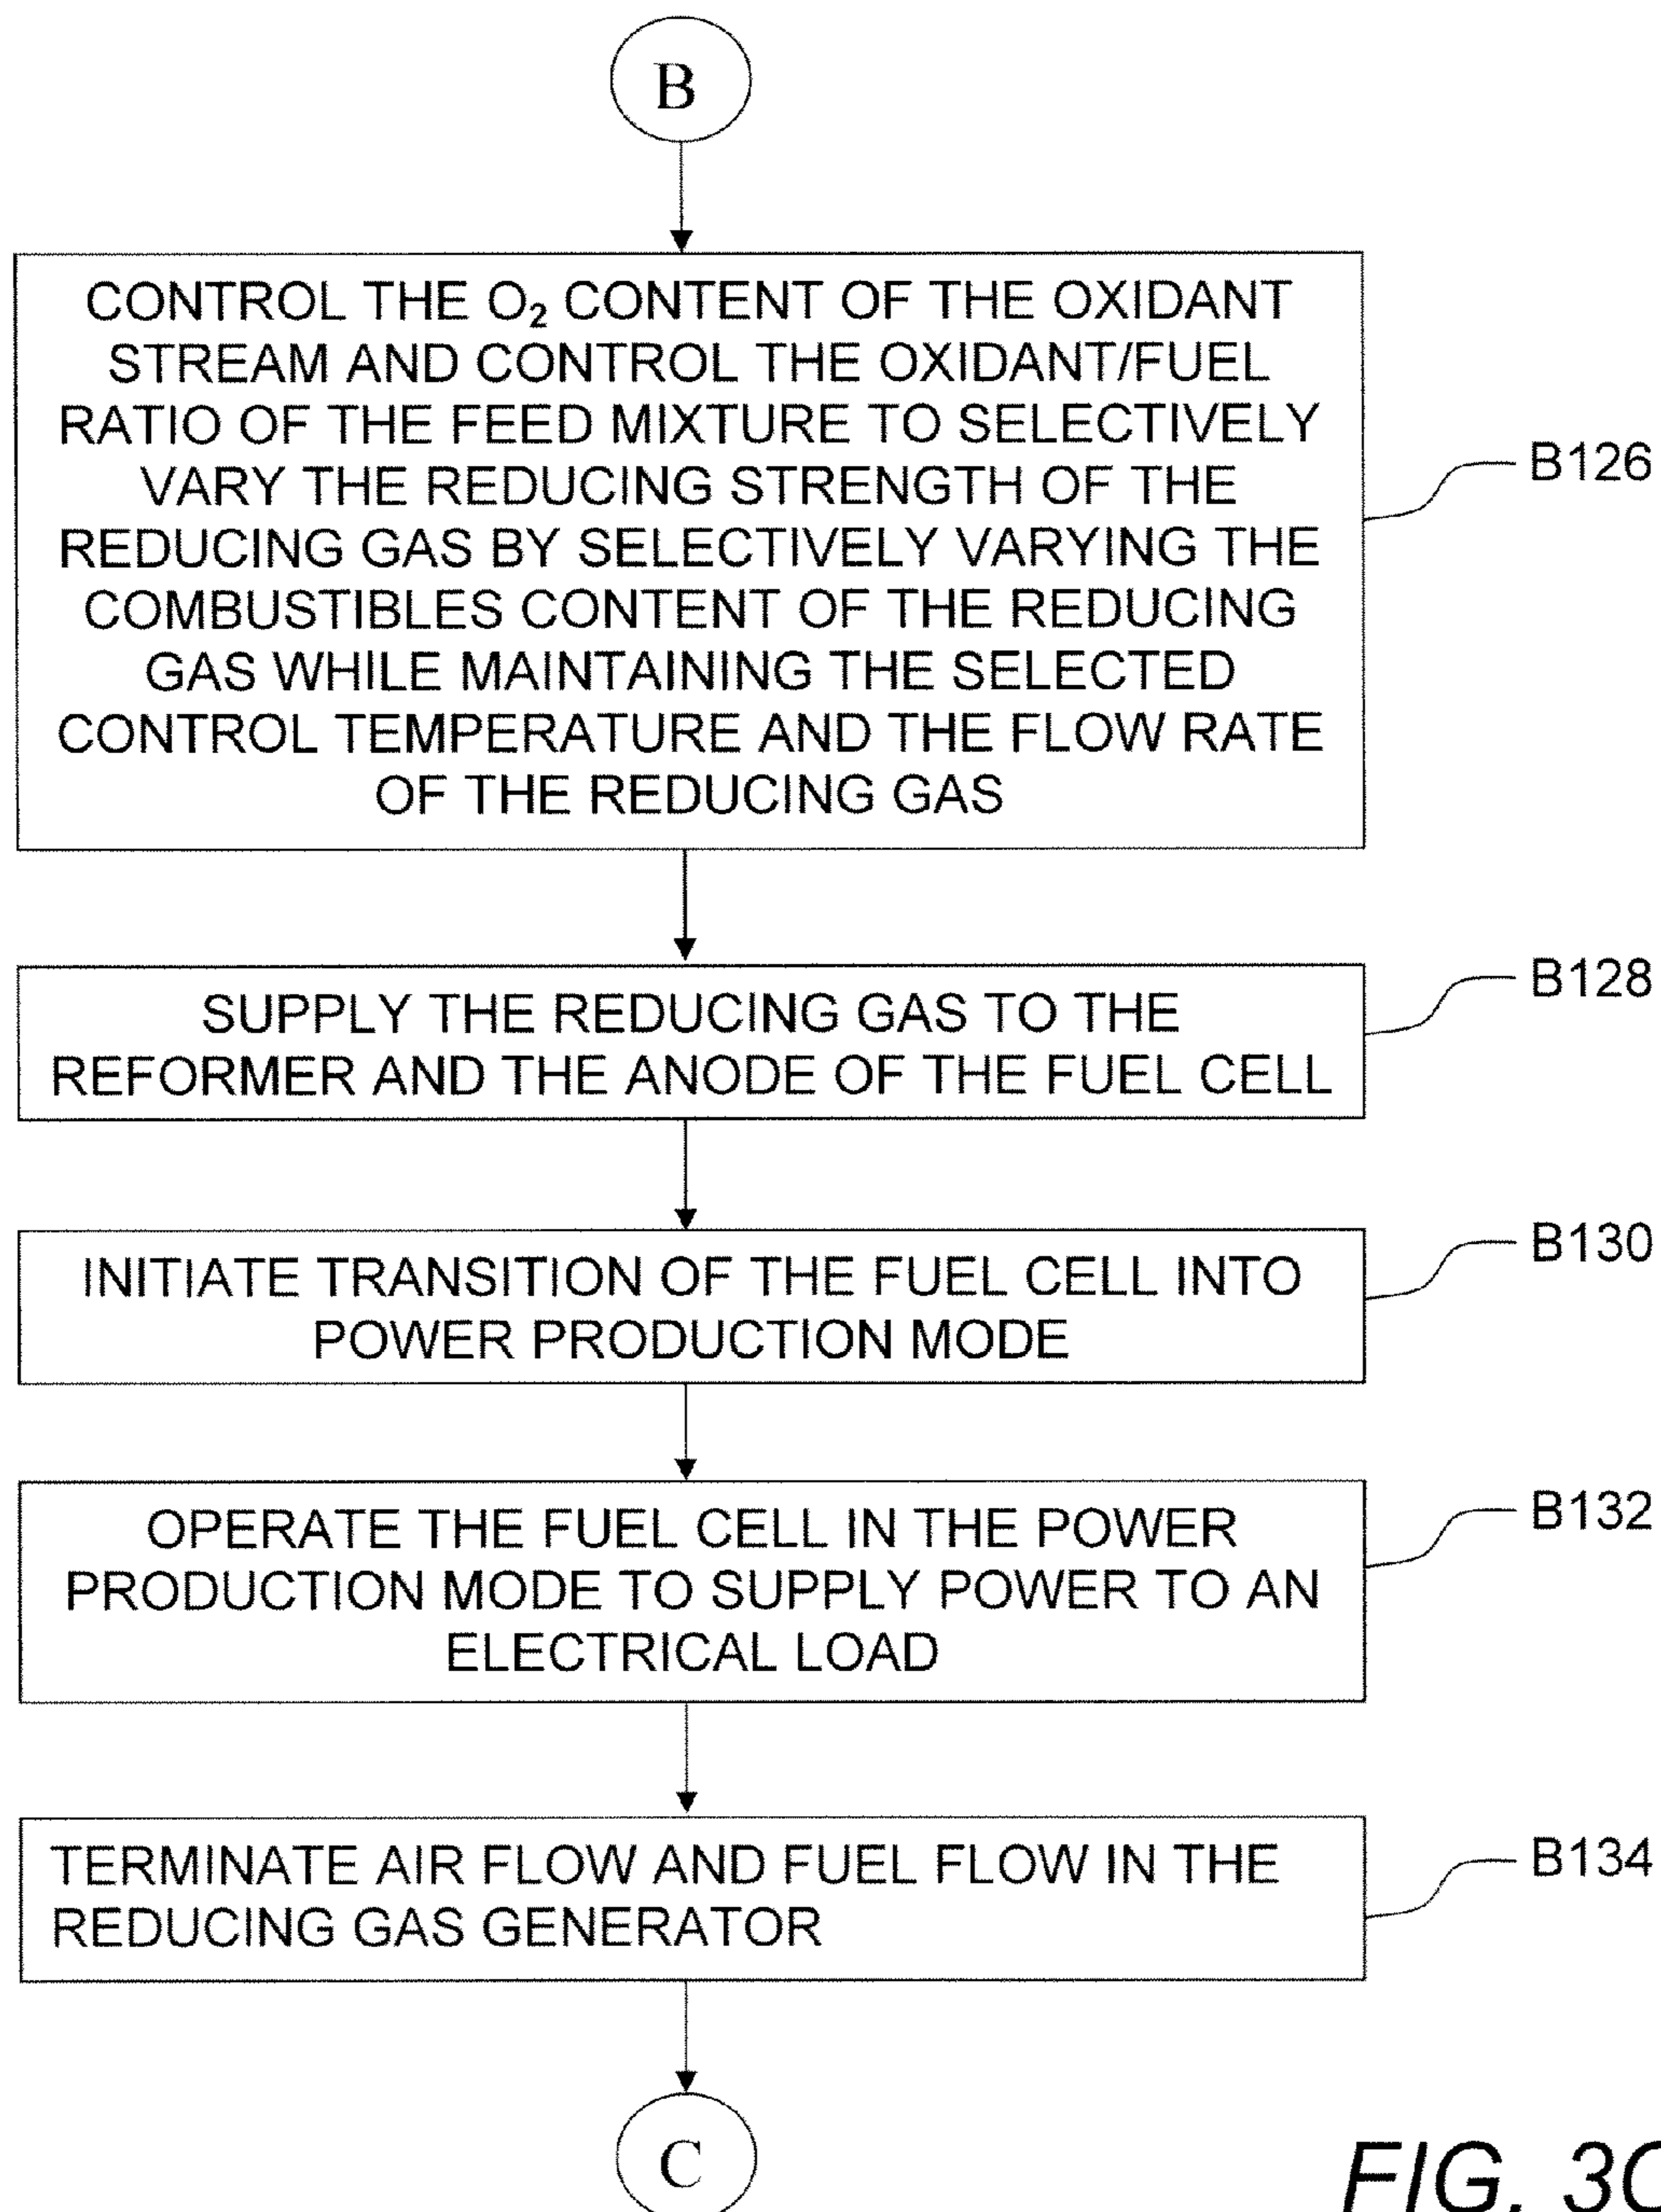 B
CONTROL THE O₂ CONTENT OF THE OXIDANT
STREAM AND CONTROL THE OXIDANT/FUEL
RATIO OF THE FEED MIXTURE TO SELECTIVELY
VARY THE REDUCING STRENGTH OF THE
REDUCING GAS BY SELECTIVELY VARYING THE
COMBUSTIBLES CONTENT OF THE REDUCING
GAS WHILE MAINTAINING THE SELECTED
CONTROL TEMPERATURE AND THE FLOW RATE
OF THE REDUCING GAS
B126
SUPPLY THE REDUCING GAS TO THE
REFORMER AND THE ANODE OF THE FUEL CELL
B128
INITIATE TRANSITION OF THE FUEL CELL INTO
POWER PRODUCTION MODE
B130
OPERATE THE FUEL CELL IN THE POWER
PRODUCTION MODE TO SUPPLY POWER TO AN
ELECTRICAL LOAD
B132
TERMINATE AIR FLOW AND FUEL FLOW IN THE
REDUCING GAS GENERATOR
B134
C
FIG. 3C